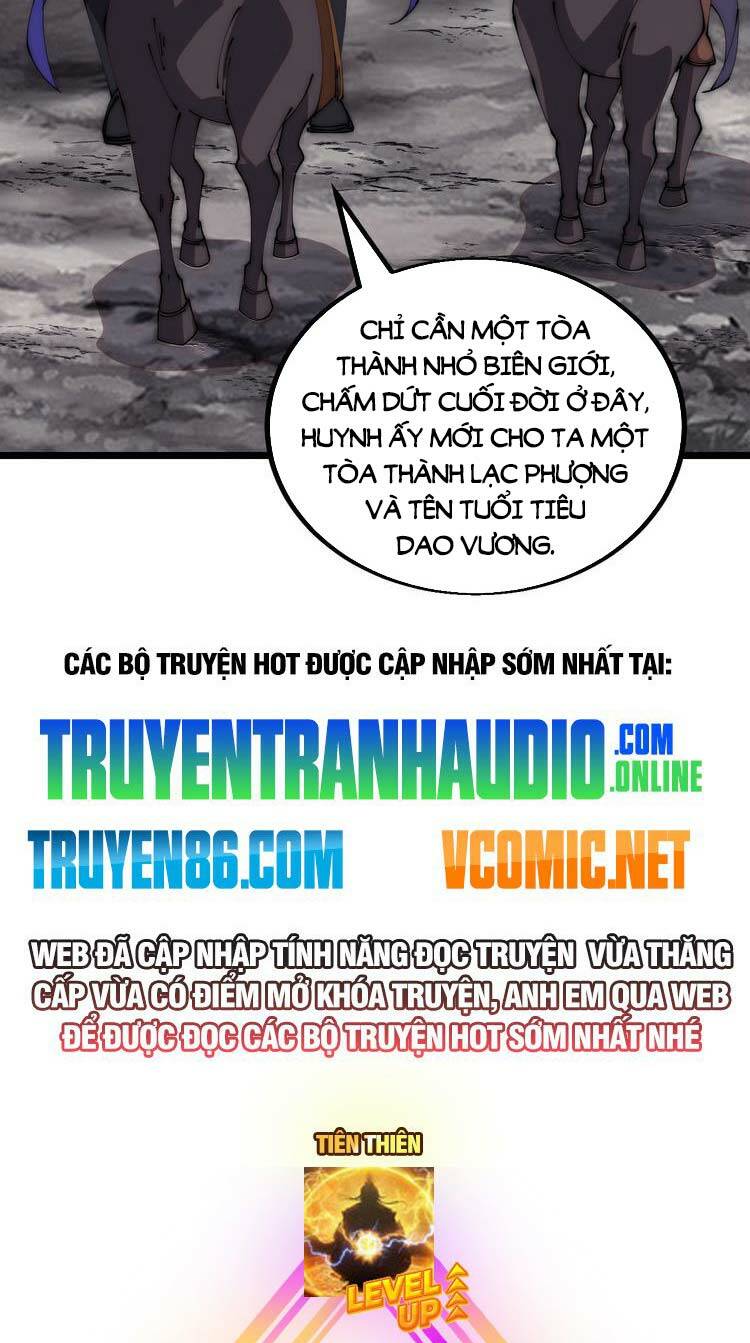 CHỈ CẦN MỘT TÒA
THÀNH NHỎ BIÊN GIỚI,
CHẤM DỨT CUỐI ĐỜI Ở ĐÂY,
HUYNH ẤY MỚI CHO TA MỘT
TÒA THÀNH LẠC PHƯỢNG
VÀ TÊN TUỔI TIÊU
DAO VƯƠNG.
CÁC BỘ TRUYỆN HOT ĐƯỢC CẬP NHẬP SỚM NHẤT TẠI:
TRUYENTRANHAUDIO.COM
.ONLINE
TRUYEN86.COM VCOMIC.NET
WEB ĐÃ CẬP NHẬP TÍNH NĂNG ĐỌC TRUYỆN VỪA THĂNG
CẤP VỪA CÓ ĐIỂM MỞ KHÓA TRUYỆN, ANH EM QUA WEB
ĐỂ ĐƯỢC ĐỌC CÁC BỘ TRUYỆN HOT SỚM NHẤT NHÉ
TIÊN THIÊN
LEVEL
UP